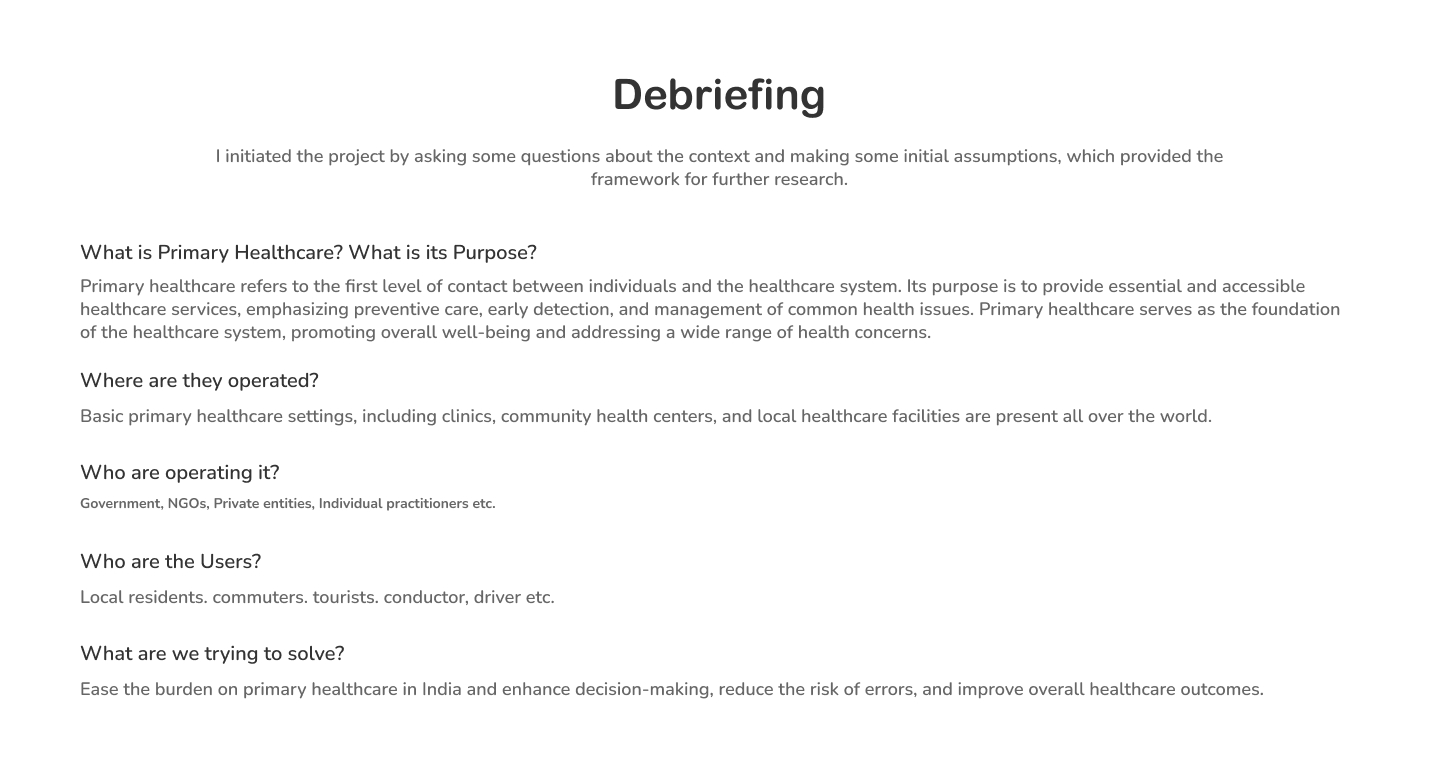 Debriefing
I initiated the project by asking some questions about the context and making some initial assumptions, which provided the
framework for further research.
What is Primary Healthcare? What is its Purpose?
Primary healthcare refers to the first level of contact between individuals and the healthcare system. Its purpose is to provide essential and accessible
healthcare services, emphasizing preventive care, early detection, and management of common health issues. Primary healthcare serves as the foundation
of the healthcare system, promoting overall well-being and addressing a wide range of health concerns.
Where are they operated?
Basic primary healthcare settings, including clinics, community health centers, and local healthcare facilities are present all over the world.
Who are operating it?
Government, NGOs, Private entities, Individual practitioners etc.
Who are the Users?
Local residents. commuters. tourists. conductor, driver etc.
What are we trying to solve?
Ease the burden on primary healthcare in India and enhance decision-making, reduce the risk of errors, and improve overall healthcare outcomes.